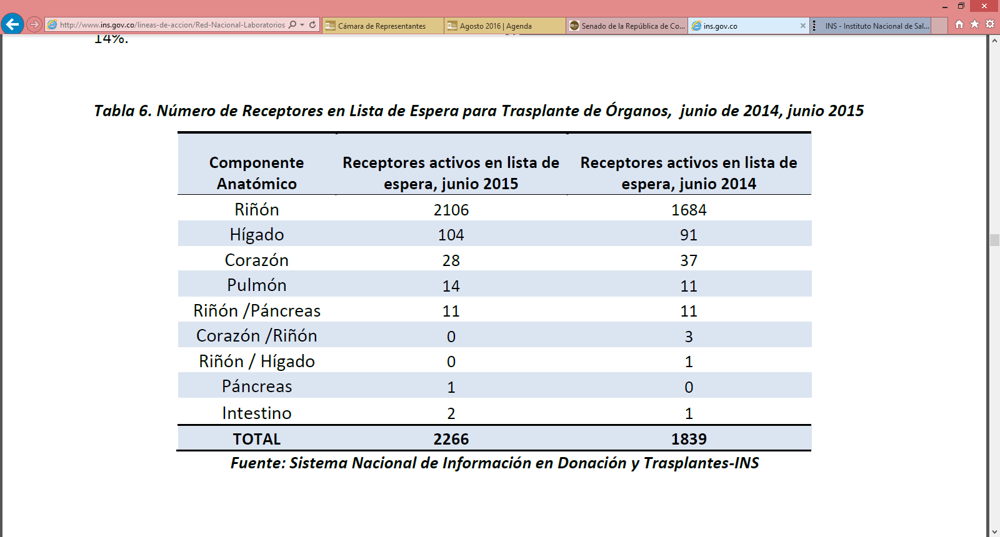 http://www.ins.gov.co/lineas-de-accion/Red-Nacional-Laboratorios
Cámara de Representantes
Agosto 2016 | Agenda
Senado de la República de Co...
ins.gov.co
INS - Instituto Nacional de Sal...
14%.
Tabla 6. Número de Receptores en Lista de Espera para Trasplante de Órganos, junio de 2014, junio 2015
Componente Anatómico
Receptores activos en lista de espera, junio 2015
Receptores activos en lista de espera, junio 2014
Riñón 2106 1684
Hígado 104 91
Corazón 28 37
Pulmón 14 11
Riñón /Páncreas 11 11
Corazón /Riñón 0 3
Riñón / Hígado 0 1
Páncreas 1 0
Intestino 2 1
TOTAL 2266 1839
Fuente: Sistema Nacional de Información en Donación y Trasplantes-INS